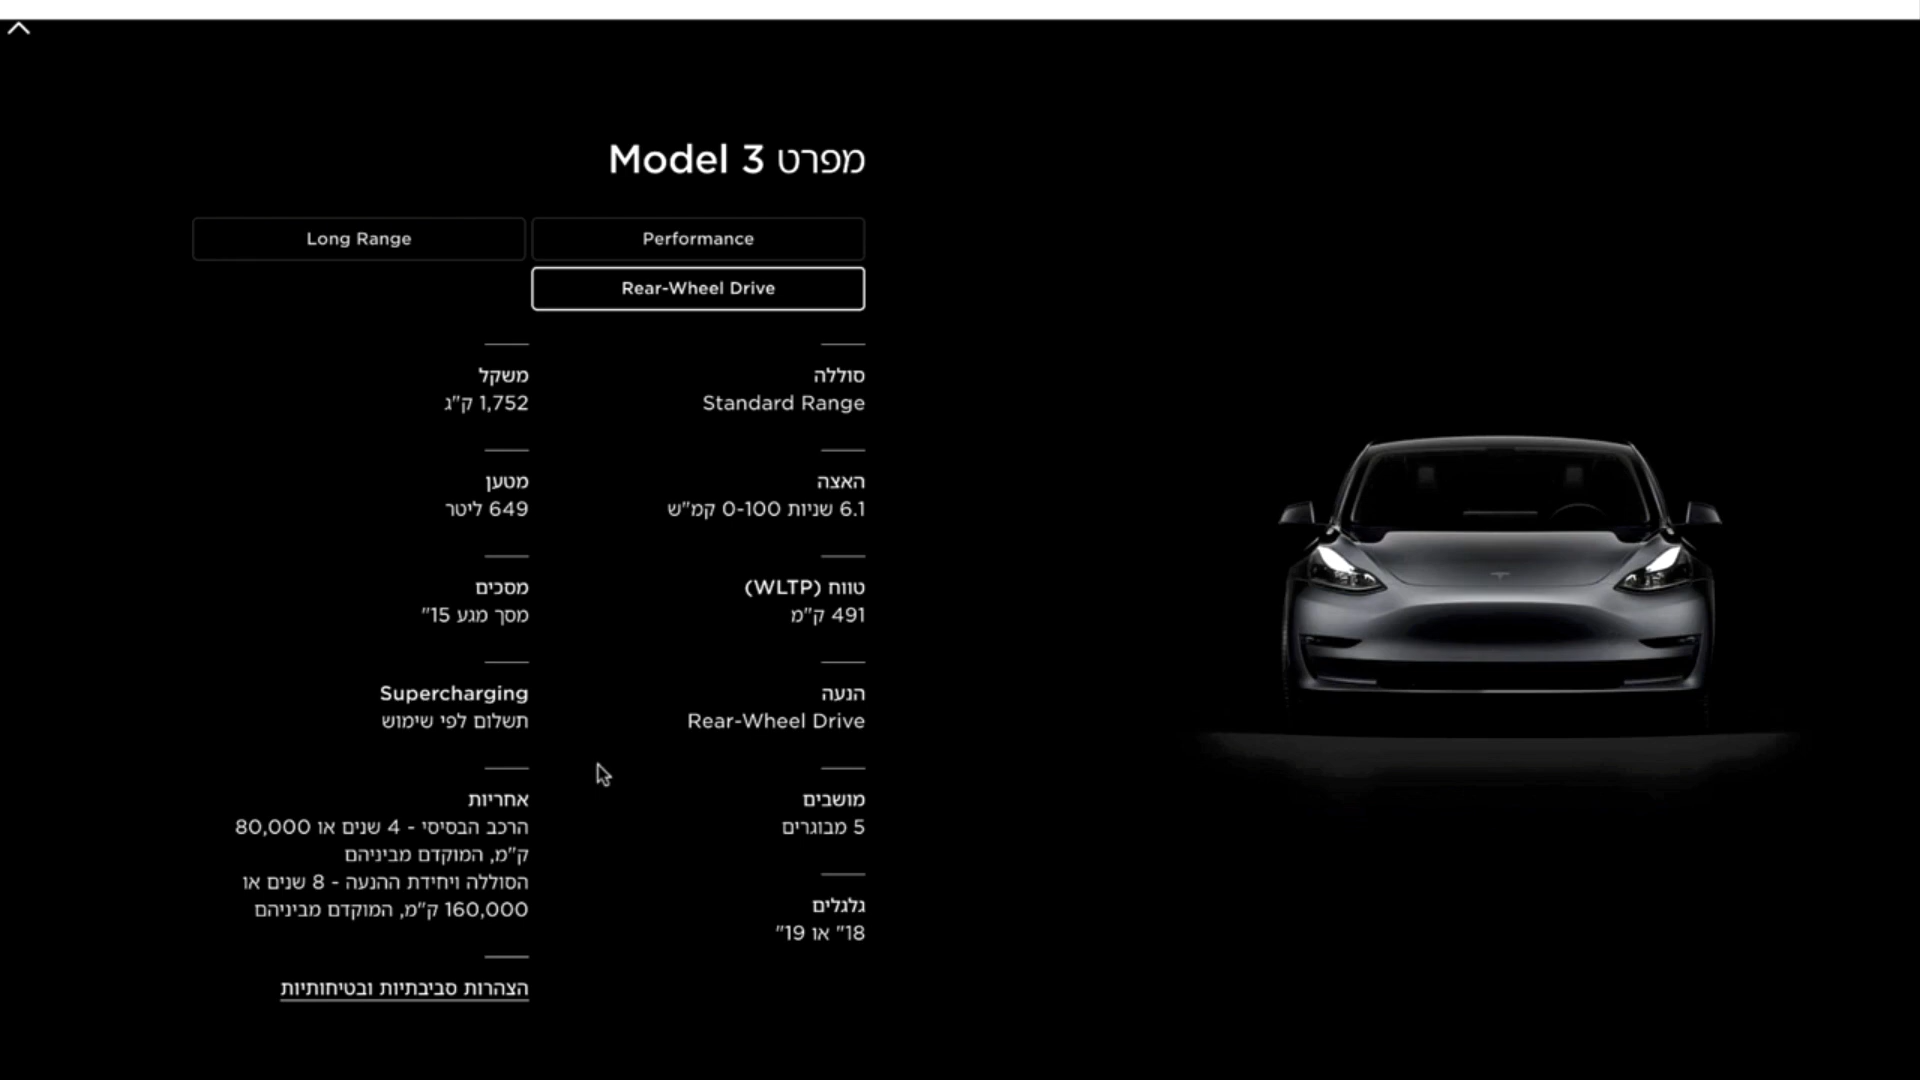 מפרט Model 3
Performance
Long Range
Rear-Wheel Drive
סוללה
Standard Range
האצה
6.1 שניות 0-100 קמ"ש
טווח (WLTP)
491 ק"מ
הנעה
Rear-Wheel Drive
מושבים
5 מבוגרים
גלגלים
18" או 19"
משקל
1,752 ק"ג
מטען
649 ליטר
מסכים
מסך מגע 15"
Supercharging
תשלום לפי שימוש
אחריות
הרכב הבסיסי - 4 שנים או 80,000
ק"מ, המוקדם מביניהם
הסוללה ויחידת ההנעה - 8 שנים או
160,000 ק"מ, המוקדם מביניהם
הצהרות סביבתיות ובטיחותיות